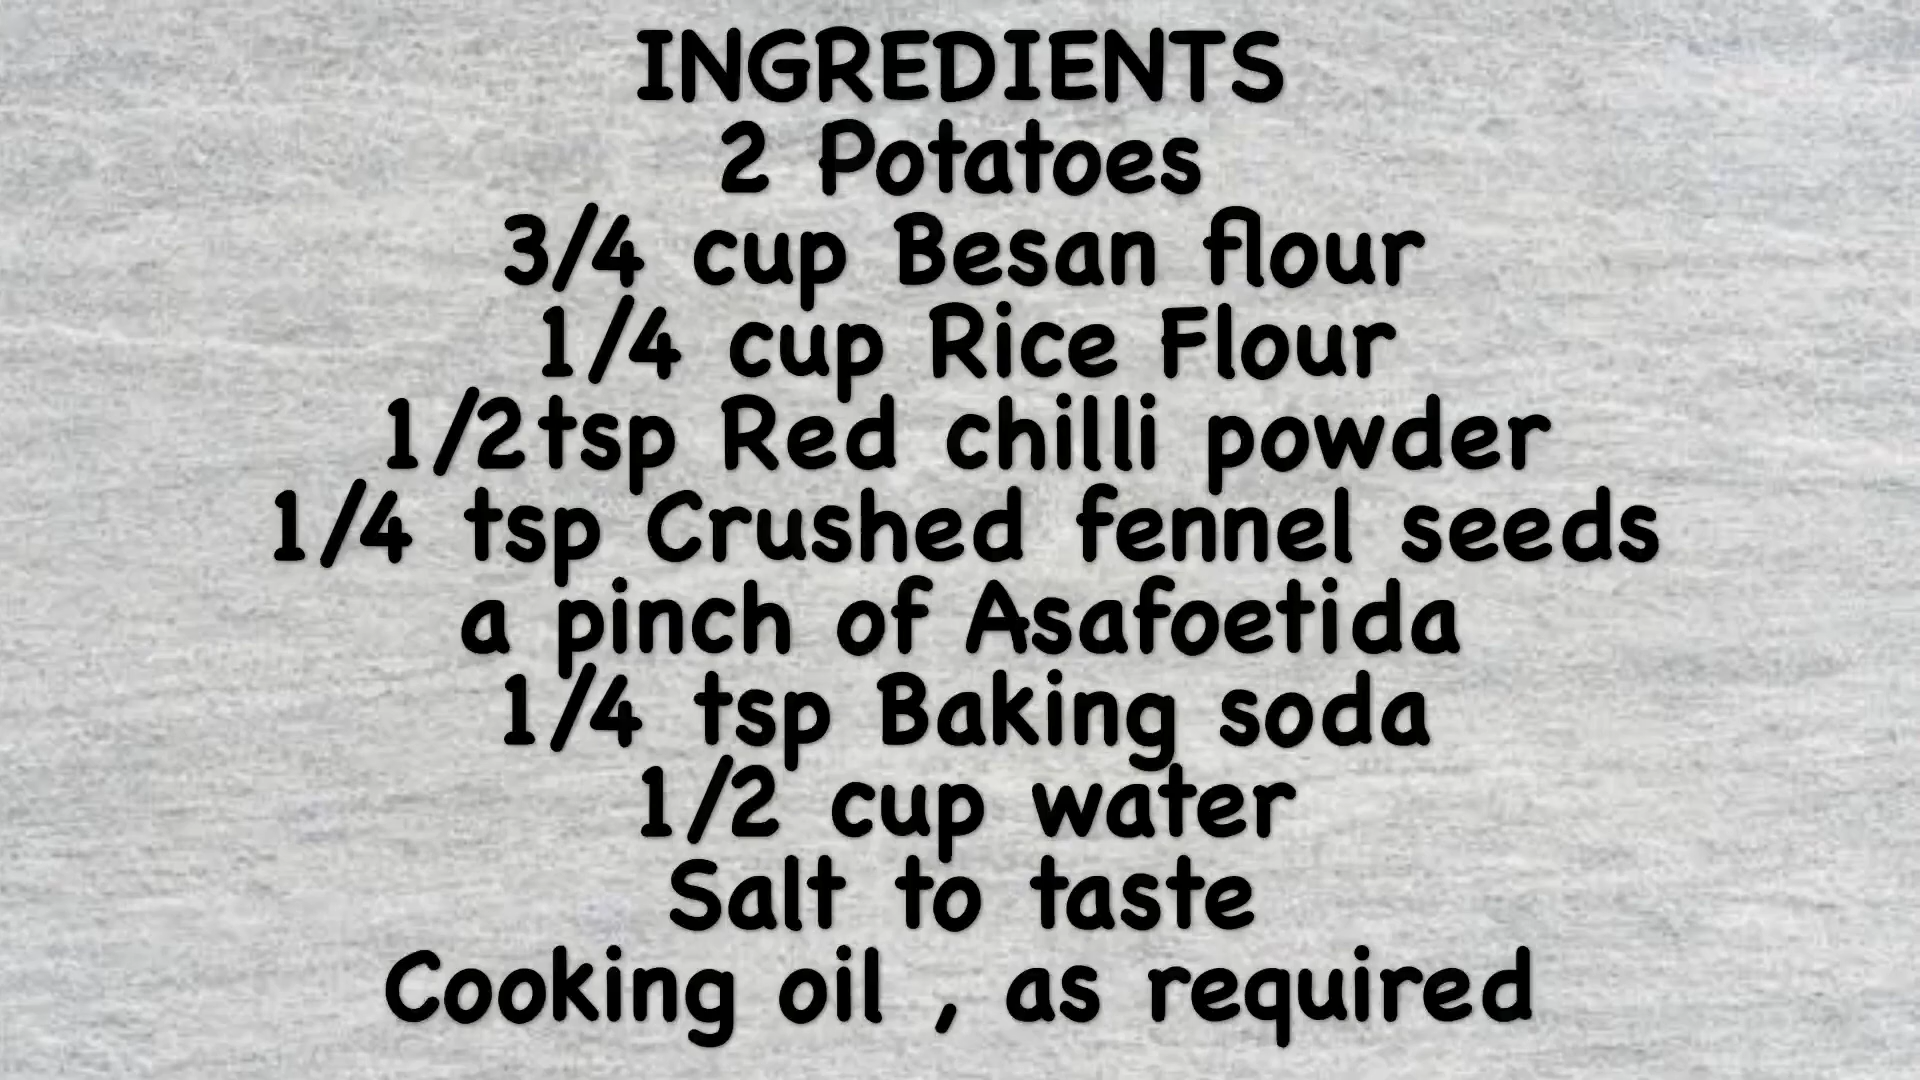 INGREDIENTS
2 Potatoes
3/4 cup Besan flour
1/4 cup Rice Flour
1/2tsp Red chilli powder
1/4 tsp Crushed fennel seeds
a pinch of Asafoetida
1/4 tsp Baking soda
1/2 cup water
Salt to taste
Cooking oil , as required